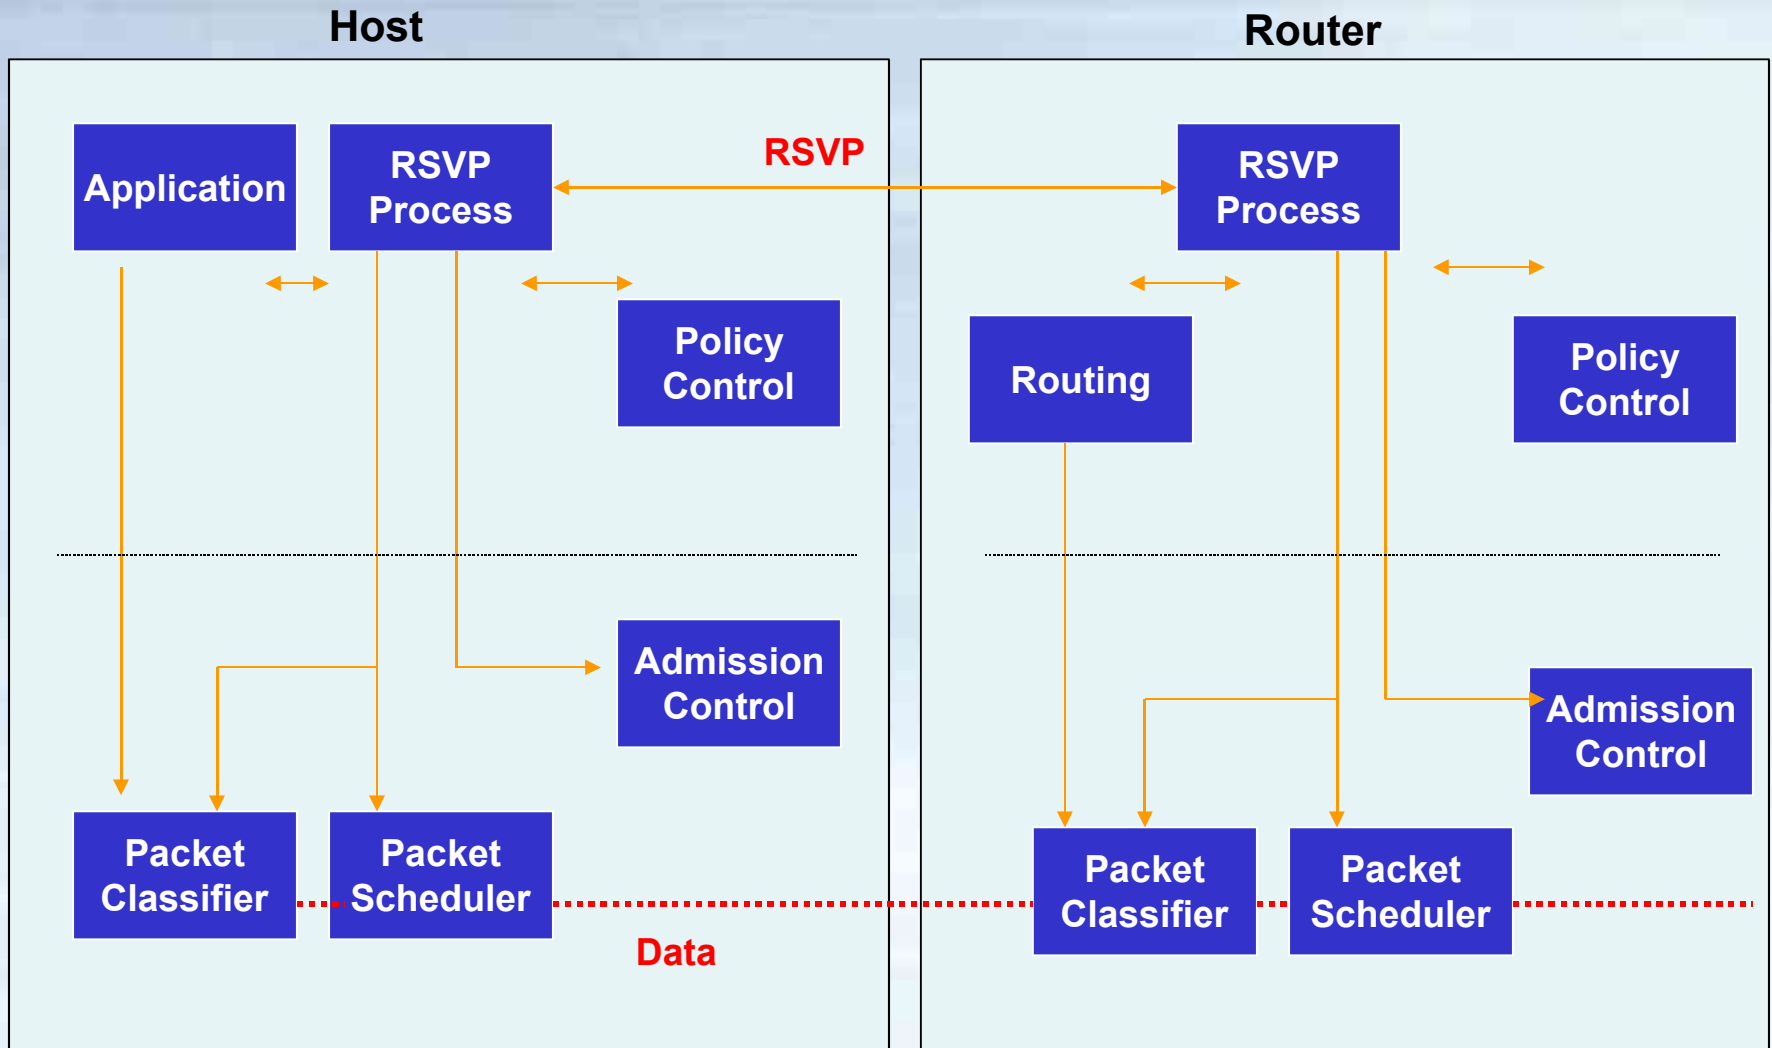 Host
Router
Application
RSVP
Process
RSVP
RSVP
Process
Policy
Control
Routing
Policy
Control
Admission
Control
Admission
Control
Packet
Classifier
Packet
Scheduler
Data
Packet
Classifier
Packet
Scheduler